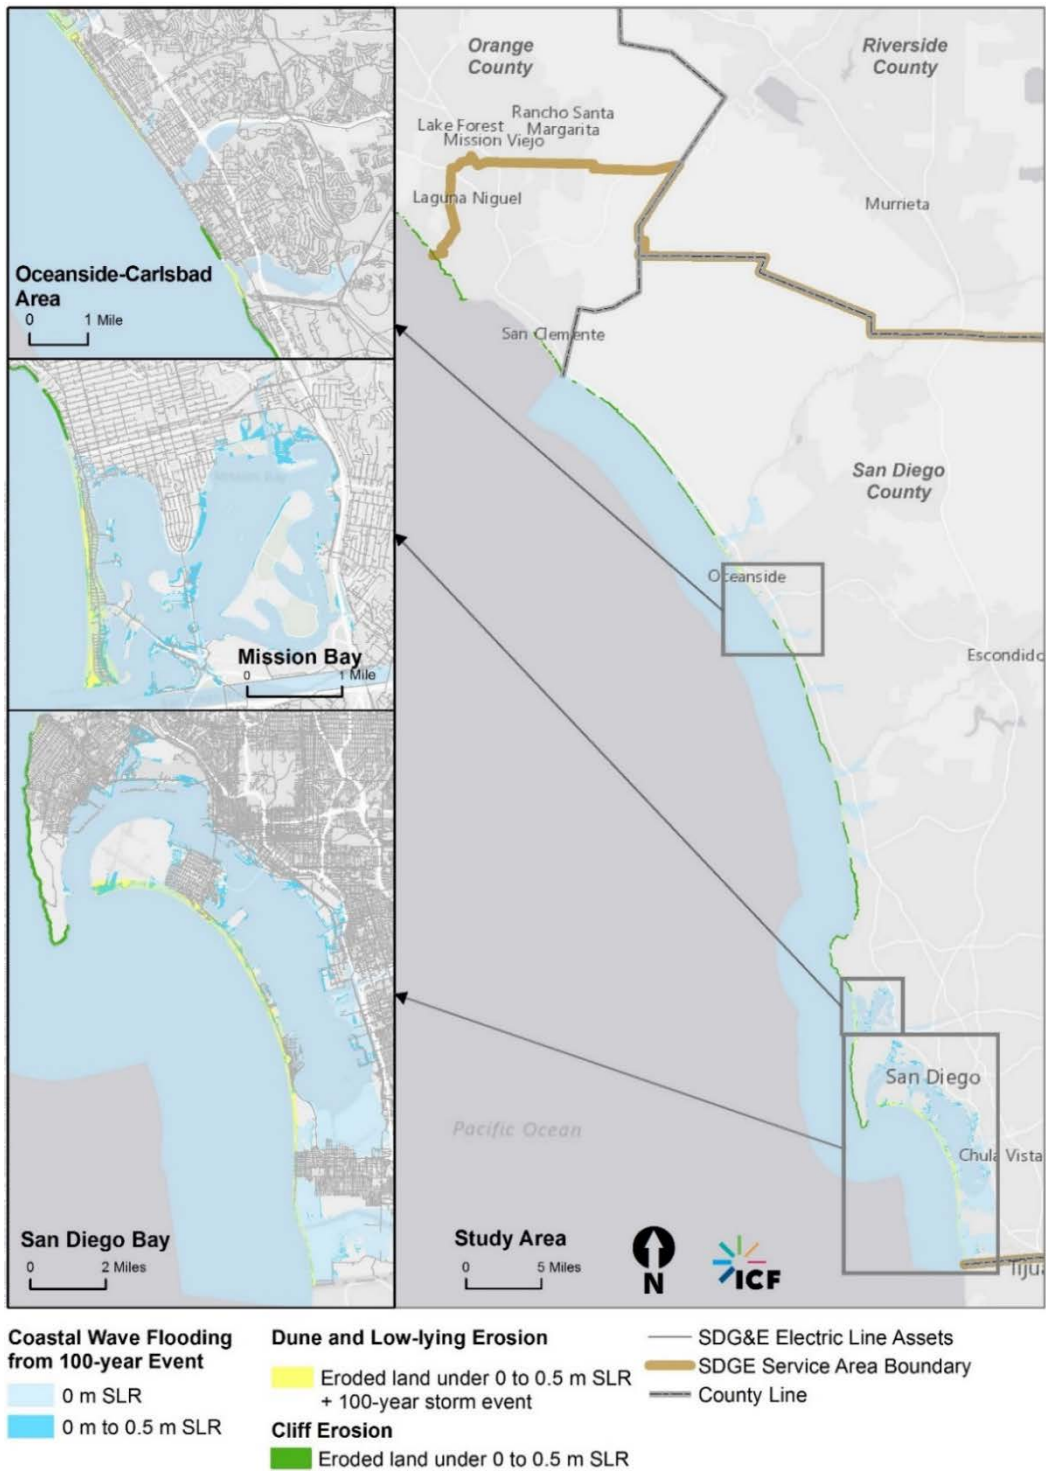 Orange
County
Riverside
County
Rancho Santa
Margarita
Lake Forest
Mission Viejo
Laguna Niguel
Murrieta
San Clemente
San Diego
County
Oceanside
Escondido
San Diego
Chula Vista
Pacific Ocean
Study Area
0 5 Miles
N
ICF
Oceanside-Carlsbad
Area
0 1 Mile
Mission Bay
Mission Bay
0 1 Mile
San Diego Bay
0 2 Miles
Coastal Wave Flooding
from 100-year Event
0 m SLR
0 m to 0.5 m SLR
Dune and Low-lying Erosion
Eroded land under 0 to 0.5 m SLR
+ 100-year storm event
Cliff Erosion
Eroded land under 0 to 0.5 m SLR
SDG&E Electric Line Assets
SDGE Service Area Boundary
County Line